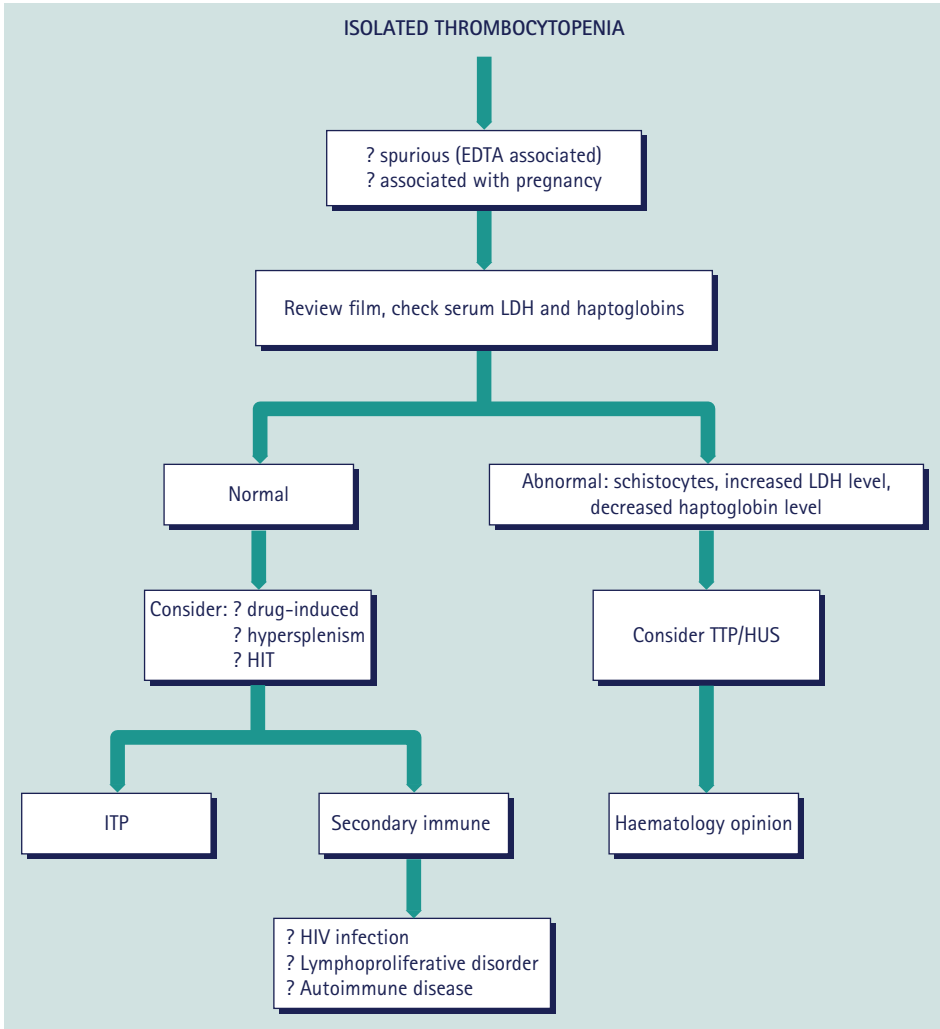 ISOLATED THROMBOCYTOPENIA
? spurious (EDTA associated)
? associated with pregnancy
Review film, check serum LDH and haptoglobins
Normal
Abnormal: schistocytes, increased LDH level,
decreased haptoglobin level
Consider: ? drug-induced
? hypersplenism
? HIT
Consider TTP/HUS
ITP
Secondary immune
Haematology opinion
? HIV infection
? Lymphoproliferative disorder
? Autoimmune disease